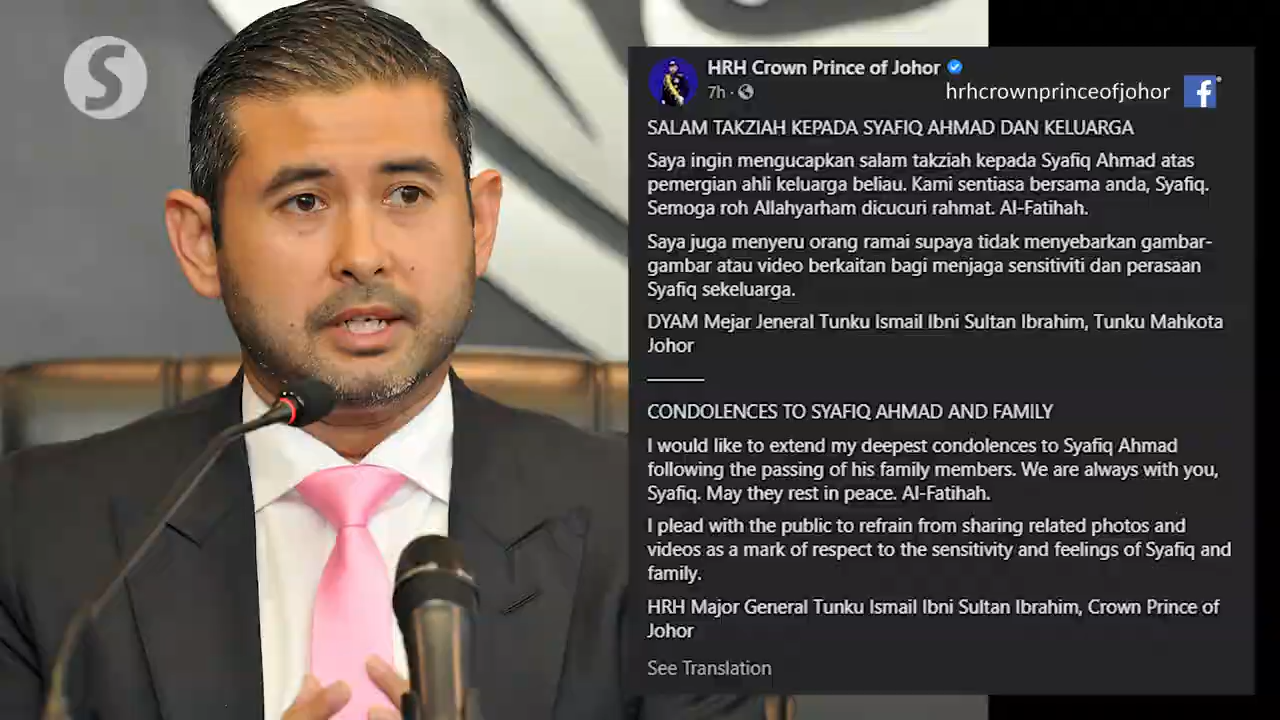 S
HRH Crown Prince of Johor
7h ·
hrhcrownprinceofjohor f
SALAM TAKZIAH KEPADA SYAFIQ AHMAD DAN KELUARGA
Saya ingin mengucapkan salam takziah kepada Syafiq Ahmad atas
pemergian ahli keluarga beliau. Kami sentiasa bersama anda, Syafiq.
Semoga roh Allahyarham dicucuri rahmat. Al-Fatihah.
Saya juga menyeru orang ramai supaya tidak menyebarkan gambar-
gambar atau video berkaitan bagi menjaga sensitiviti dan perasaan
Syafiq sekeluarga.
DYAM Mejar Jeneral Tunku Ismail Ibni Sultan Ibrahim, Tunku Mahkota
Johor
CONDOLENCES TO SYAFIQ AHMAD AND FAMILY
I would like to extend my deepest condolences to Syafiq Ahmad
following the passing of his family members. We are always with you,
Syafiq. May they rest in peace. Al-Fatihah.
I plead with the public to refrain from sharing related photos and
videos as a mark of respect to the sensitivity and feelings of Syafiq and
family.
HRH Major General Tunku Ismail Ibni Sultan Ibrahim, Crown Prince of
Johor
See Translation